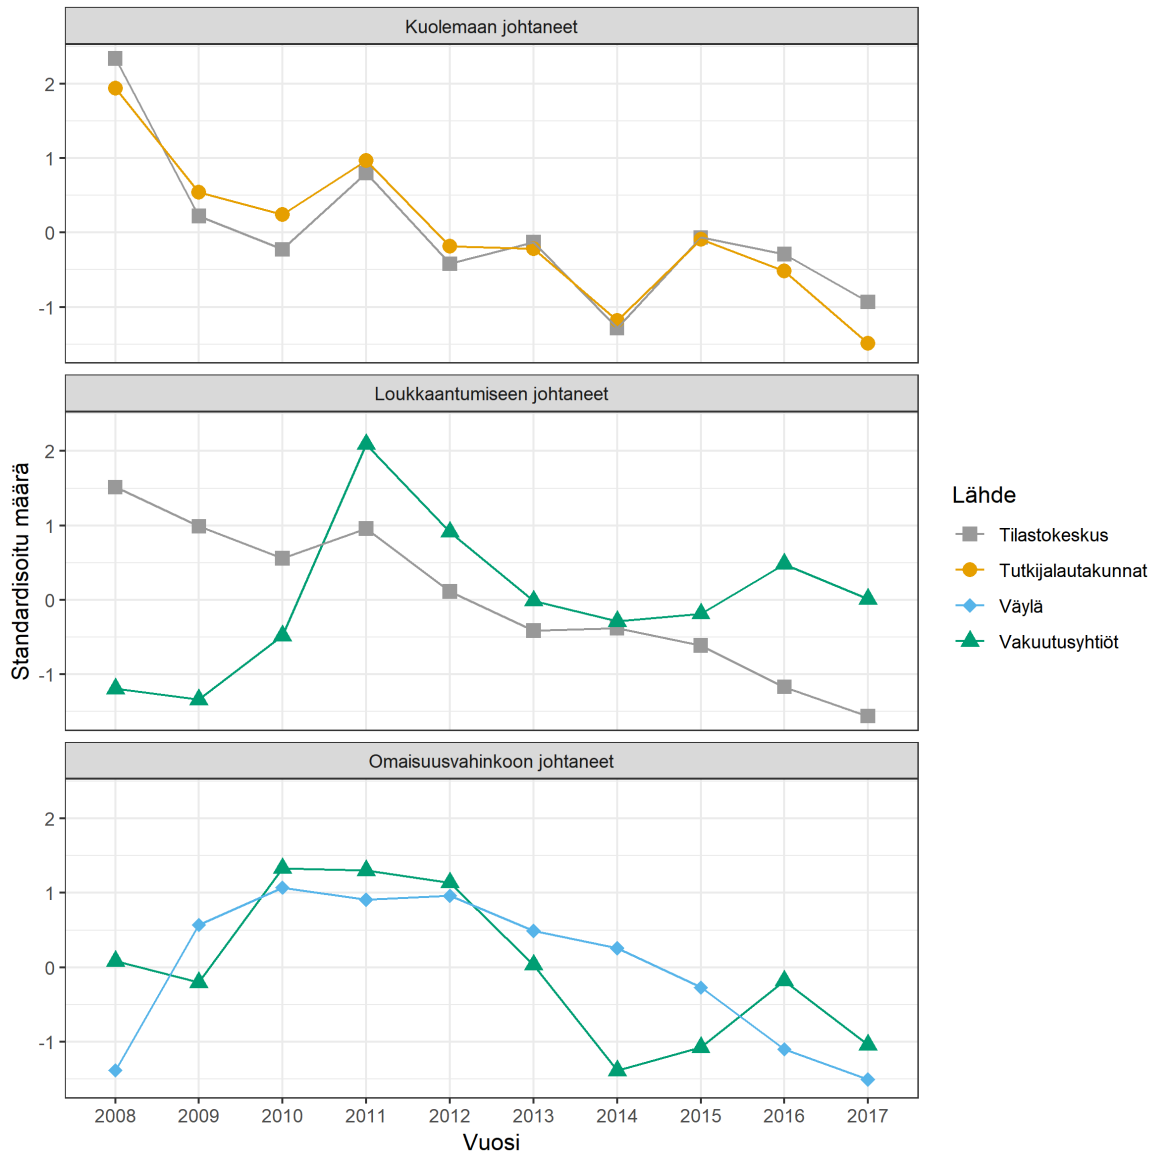 Kuolemaan johtaneet
2
1
0
-1
Loukkaantumiseen johtaneet
2
1
0
-1
Omaisuusvahinkoon johtaneet
2
1
0
-1
2008 2009 2010 2011 2012 2013 2014 2015 2016 2017
Vuosi
Standardisoitu määrä
Lähde
Tilastokeskus
Tutkijalautakunnat
Väylä
Vakuutusyhtiöt